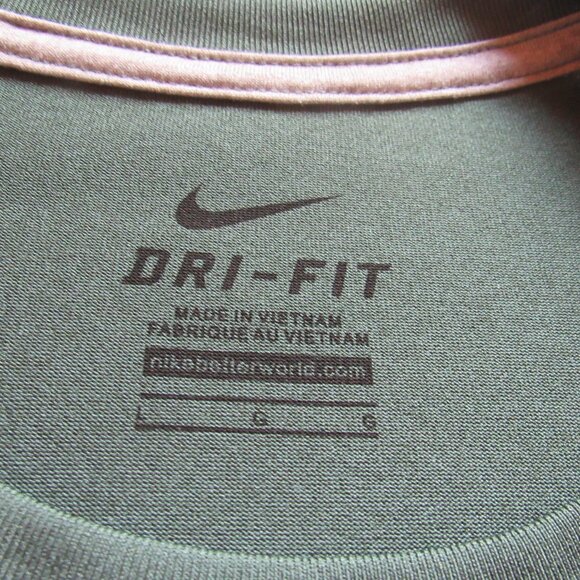 DRI-FIT
MADE IN VIETNAM
FABRIQUE AU VIETNAM
nikebetterworld.com
L G G